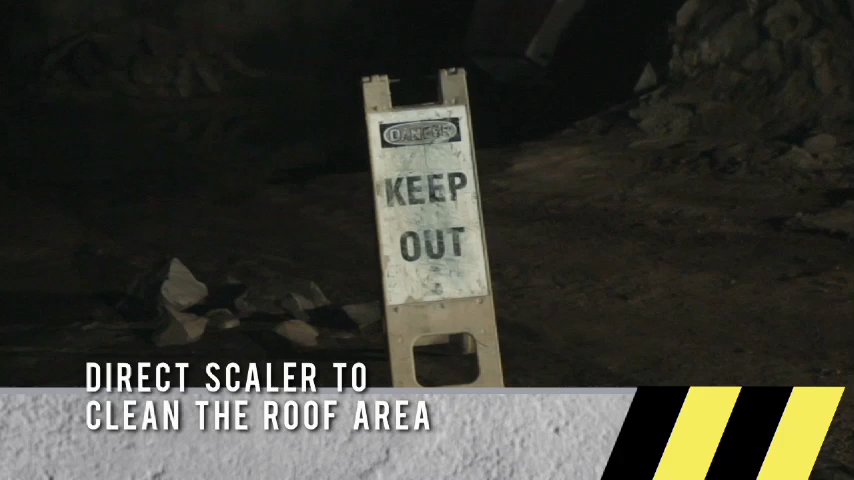 DANGER
KEEP
OUT
DIRECT SCALER TO
CLEAN THE ROOF AREA